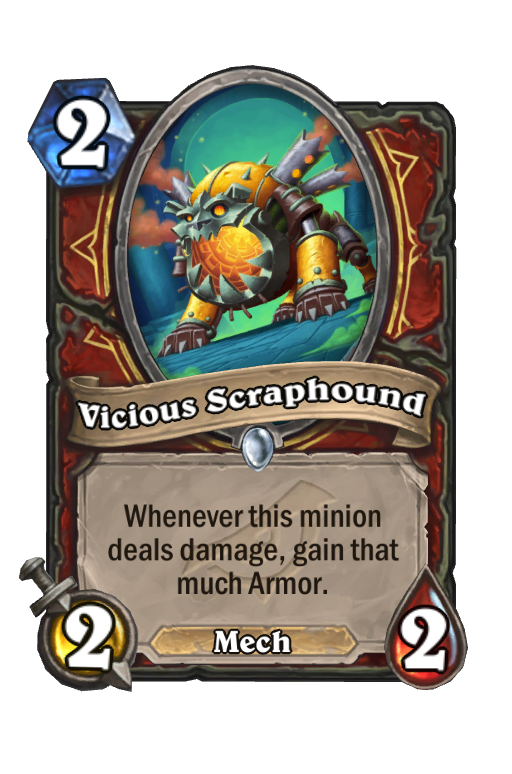 2
Vicious Scraphound
Whenever this minion
deals damage, gain that
much Armor.
2
Mech
2